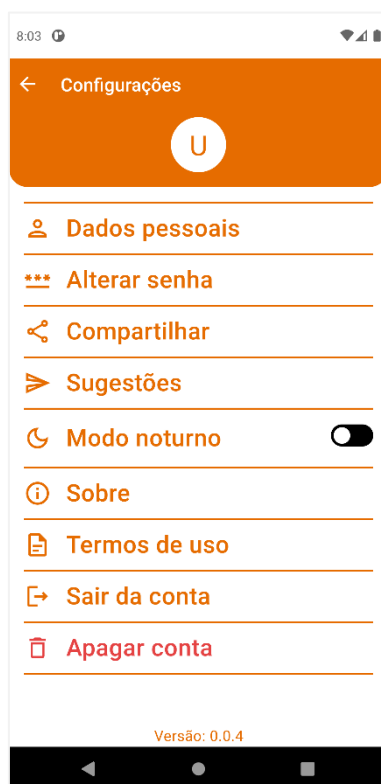 8:03
Configurações
U
Dados pessoais
*** Alterar senha
Compartilhar
Sugestões
Modo noturno
Sobre
Termos de uso
Sair da conta
Apagar conta
Versão: 0.0.4